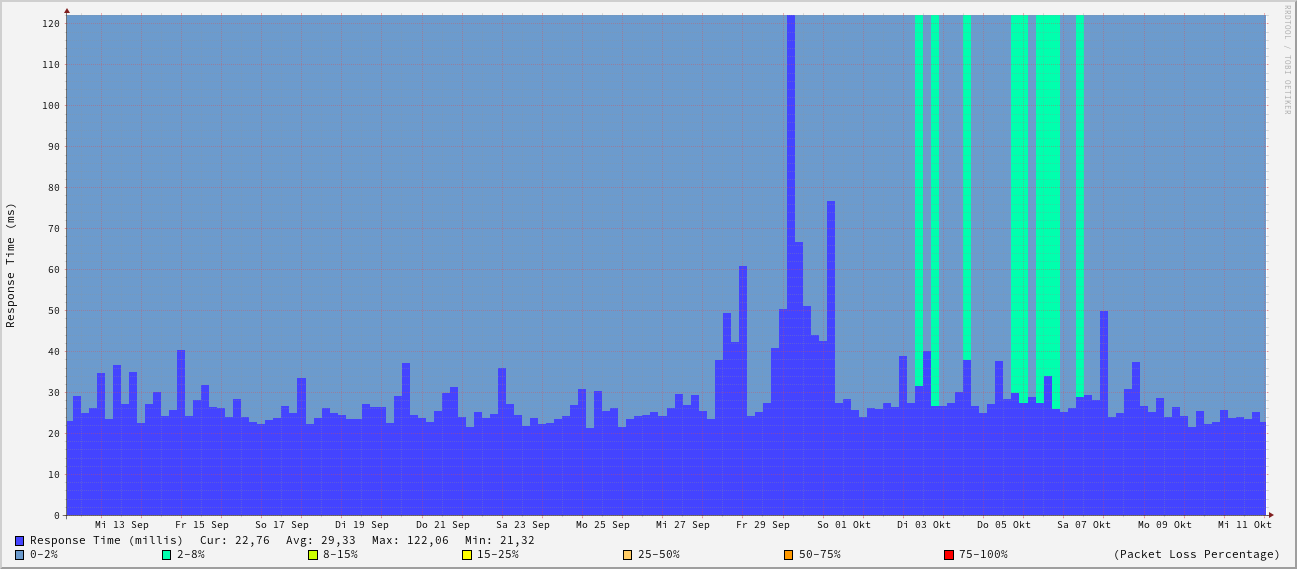 RRDTOOL / TOBI OETIKER
Response Time (ms)
120
110
100
90
80
70
60
50
40
30
20
10
0
Mi 13 Sep Fr 15 Sep So 17 Sep Di 19 Sep Do 21 Sep Sa 23 Sep Mo 25 Sep Mi 27 Sep Fr 29 Sep So 01 Okt Di 03 Okt Do 05 Okt Sa 07 Okt Mo 09 Okt Mi 11 Okt
Response Time (millis) Cur: 22,76 Avg: 29,33 Max: 122,06 Min: 21,32
0-2% 2-8% 8-15% 15-25% 25-50% 50-75% 75-100% (Packet Loss Percentage)